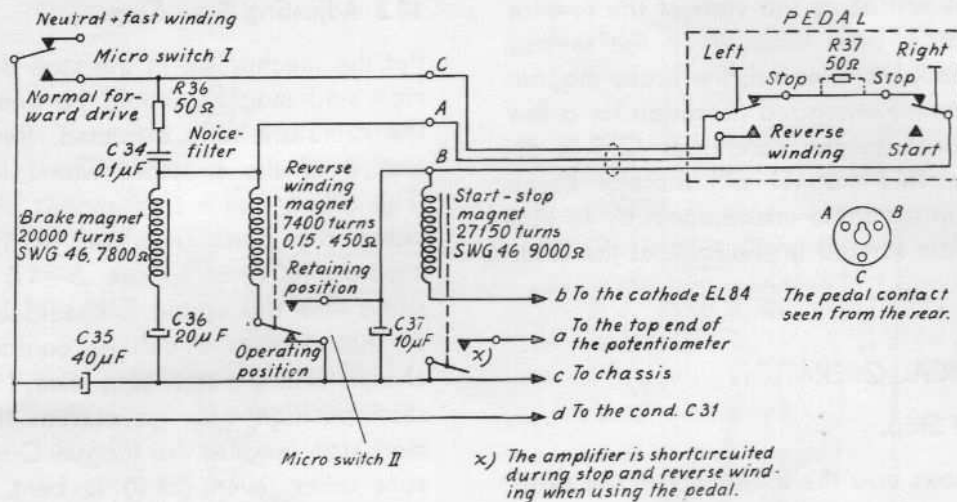 7.2 Adjusting
PEDAL
Neutral + fast winding
Left
R37
50Ω
Right
Micro switch I
C
Stop
Stop
R36
50Ω
Normal for-
ward drive
A
Noice-
filter
Reverse
winding
Start
B
C34
0,1µF
Reverse
winding
magnet
7400 turns
0,15, 450Ω
Start-stop
magnet
27150 turns
SWG 46,9000Ω
Brake magnet
20000 turns
SWG 46,7800Ω
A
B
C
Retaining
position
b To the cathode EL84
The pedal contact
seen from the rear.
C36
20µF
C37
10µF
x)
a To the top end of
the potentiometer
C35
40µF
Operating
position
c To chassis
d To the cond. C31
Micro switch II
x) The amplifier is shortcircuited
during stop and reverse wind-
ing when using the pedal.